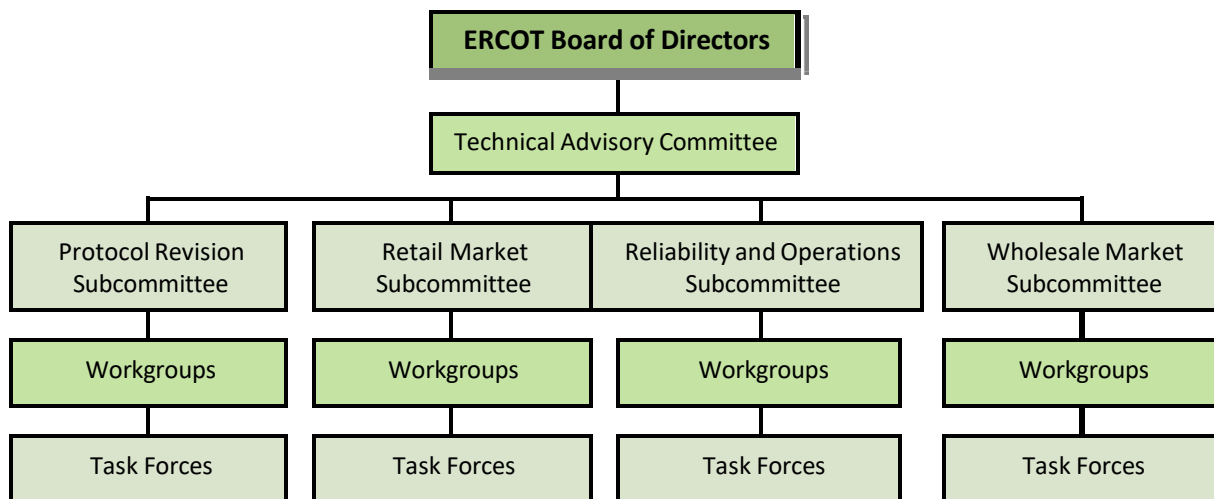 ERCOT Board of Directors
Technical Advisory Committee
Protocol Revision
Subcommittee
Retail Market
Subcommittee
Reliability and Operations
Subcommittee
Wholesale Market
Subcommittee
Workgroups
Workgroups
Workgroups
Workgroups
Task Forces
Task Forces
Task Forces
Task Forces